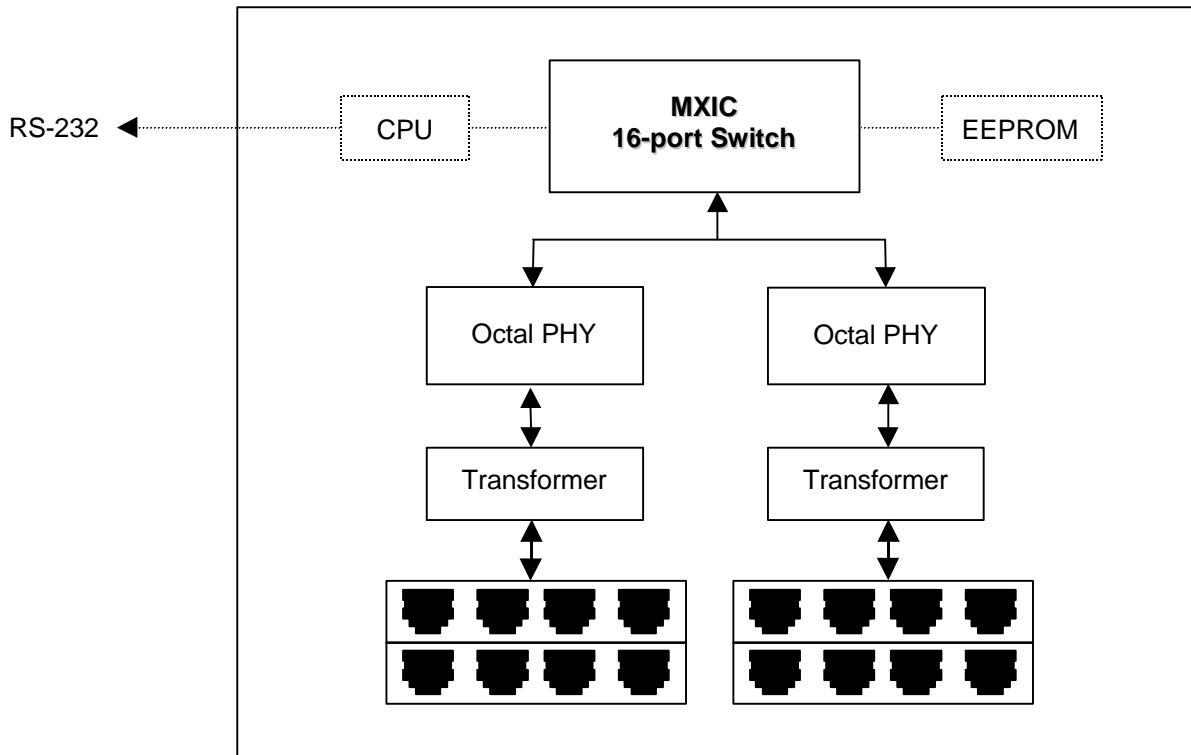 MXIC
16-port Switch
RS-232
CPU
EEPROM
Octal PHY
Octal PHY
Transformer
Transformer